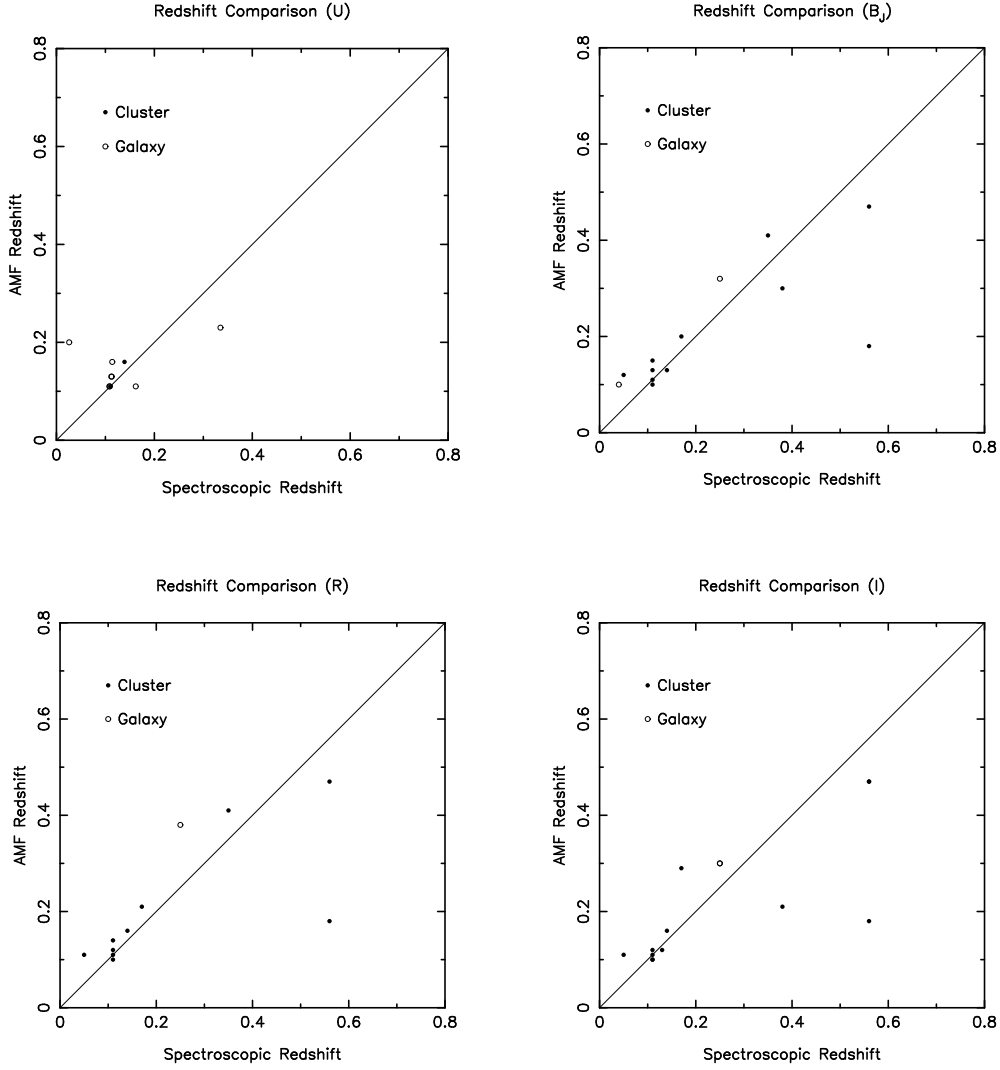 Redshift Comparison (U)
0.8
0.6
0.4
0.2
0
AMF Redshift
Cluster
Galaxy
0 0.2 0.4 0.6 0.8
Spectroscopic Redshift
Redshift Comparison (BJ)
0.8
0.6
0.4
0.2
0
AMF Redshift
Cluster
Galaxy
0 0.2 0.4 0.6 0.8
Spectroscopic Redshift
Redshift Comparison (R)
0.8
0.6
0.4
0.2
0
AMF Redshift
Cluster
Galaxy
0 0.2 0.4 0.6 0.8
Spectroscopic Redshift
Redshift Comparison (I)
0.8
0.6
0.4
0.2
0
AMF Redshift
Cluster
Galaxy
0 0.2 0.4 0.6 0.8
Spectroscopic Redshift